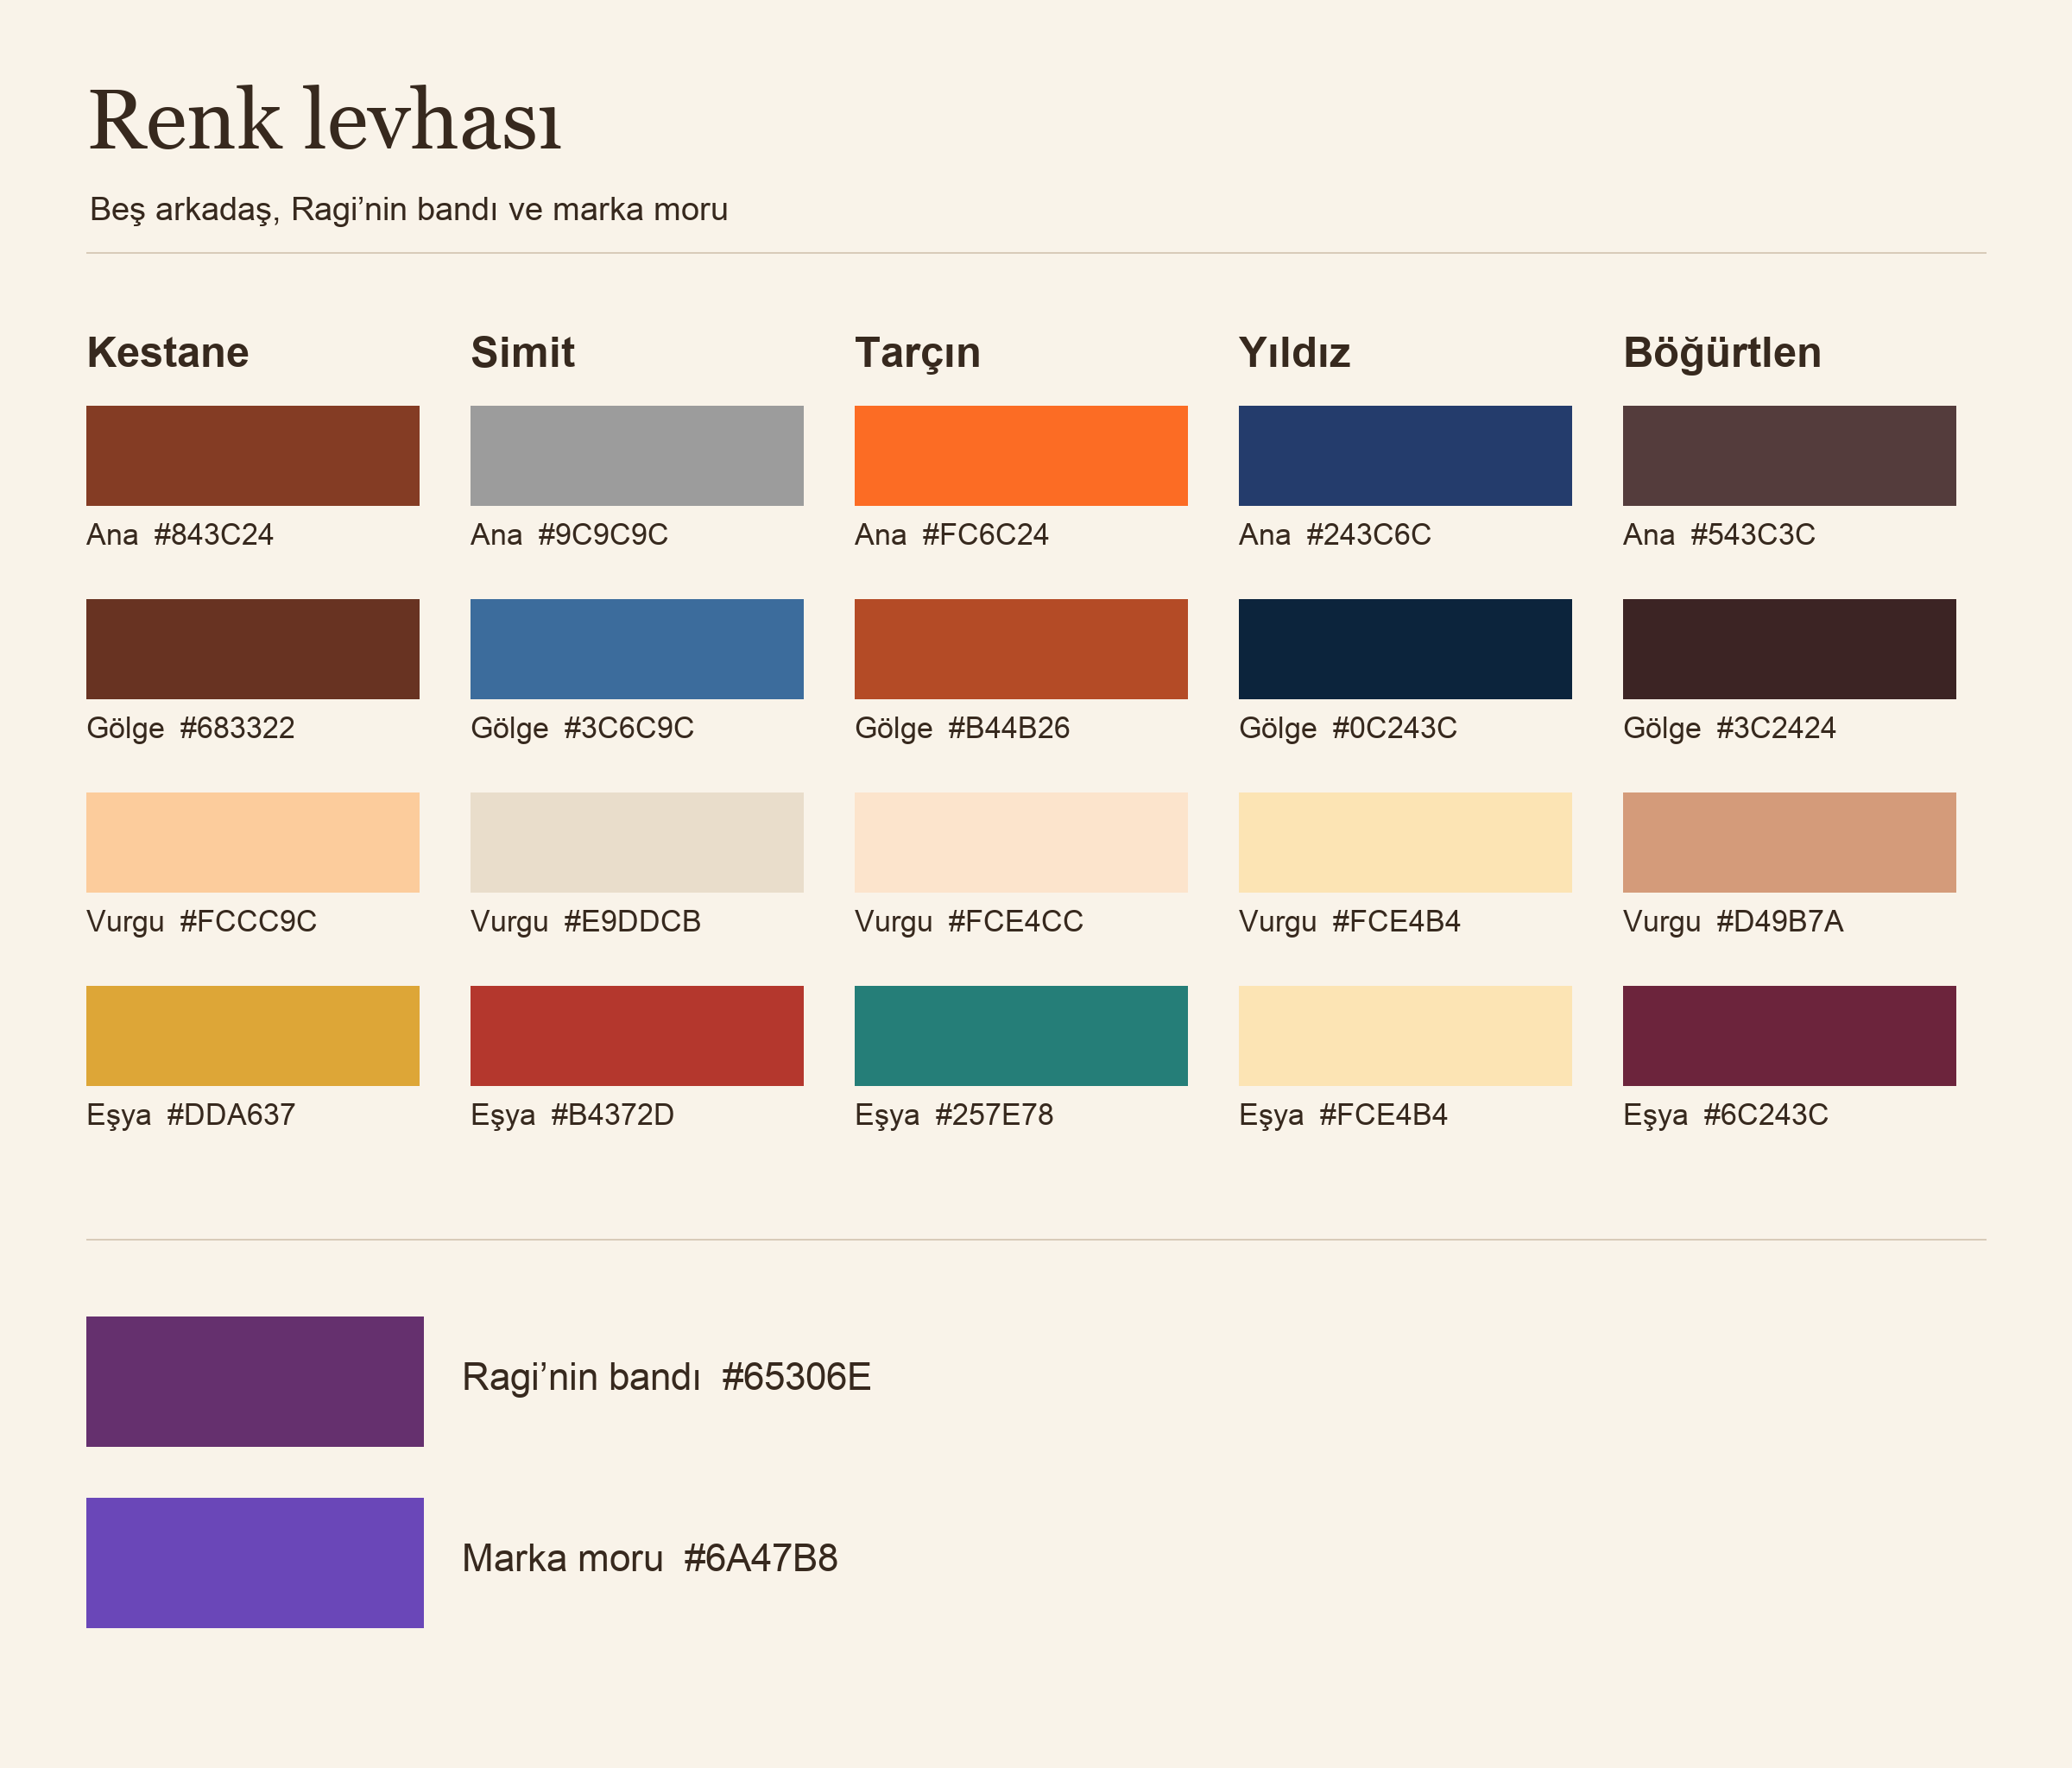 Renk levhası
Beş arkadaş, Ragi’nin bandı ve marka moru
Kestane
Simit
Tarçın
Yıldız
Böğürtlen
Ana #843C24
Ana #9C9C9C
Ana #FC6C24
Ana #243C6C
Ana #543C3C
Gölge #683322
Gölge #3C6C9C
Gölge #B44B26
Gölge #0C243C
Gölge #3C2424
Vurgu #FCCC9C
Vurgu #E9DDCB
Vurgu #FCE4CC
Vurgu #FCE4B4
Vurgu #D49B7A
Eşya #DDA637
Eşya #B4372D
Eşya #257E78
Eşya #FCE4B4
Eşya #6C243C
Ragi’nin bandı #65306E
Marka moru #6A47B8